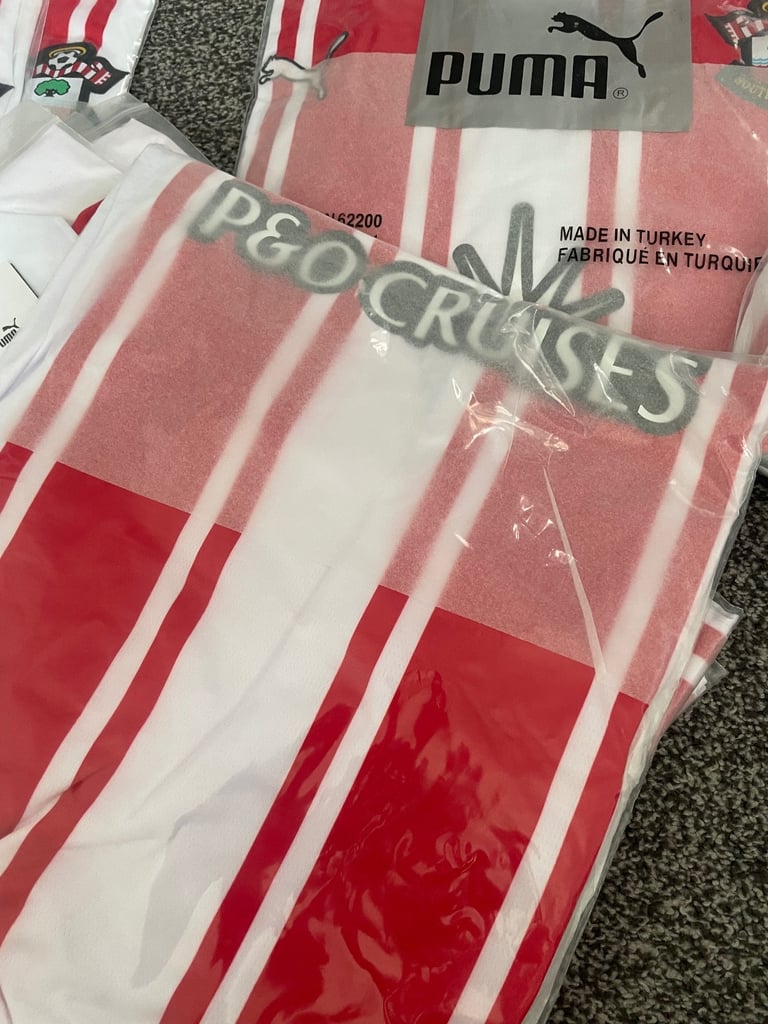 PUMA®
62200
MADE IN TURKEY
FABRIQUÉ EN TURQUIE
P&O CRUISES